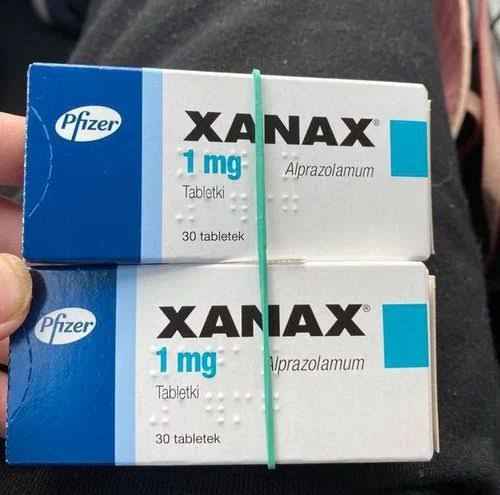 Pfizer
XANAX®
1 mg
Alprazolamum
Tabletki
30 tabletek
Pfizer
XANAX®
1 mg
Alprazolamum
Tabletki
30 tabletek